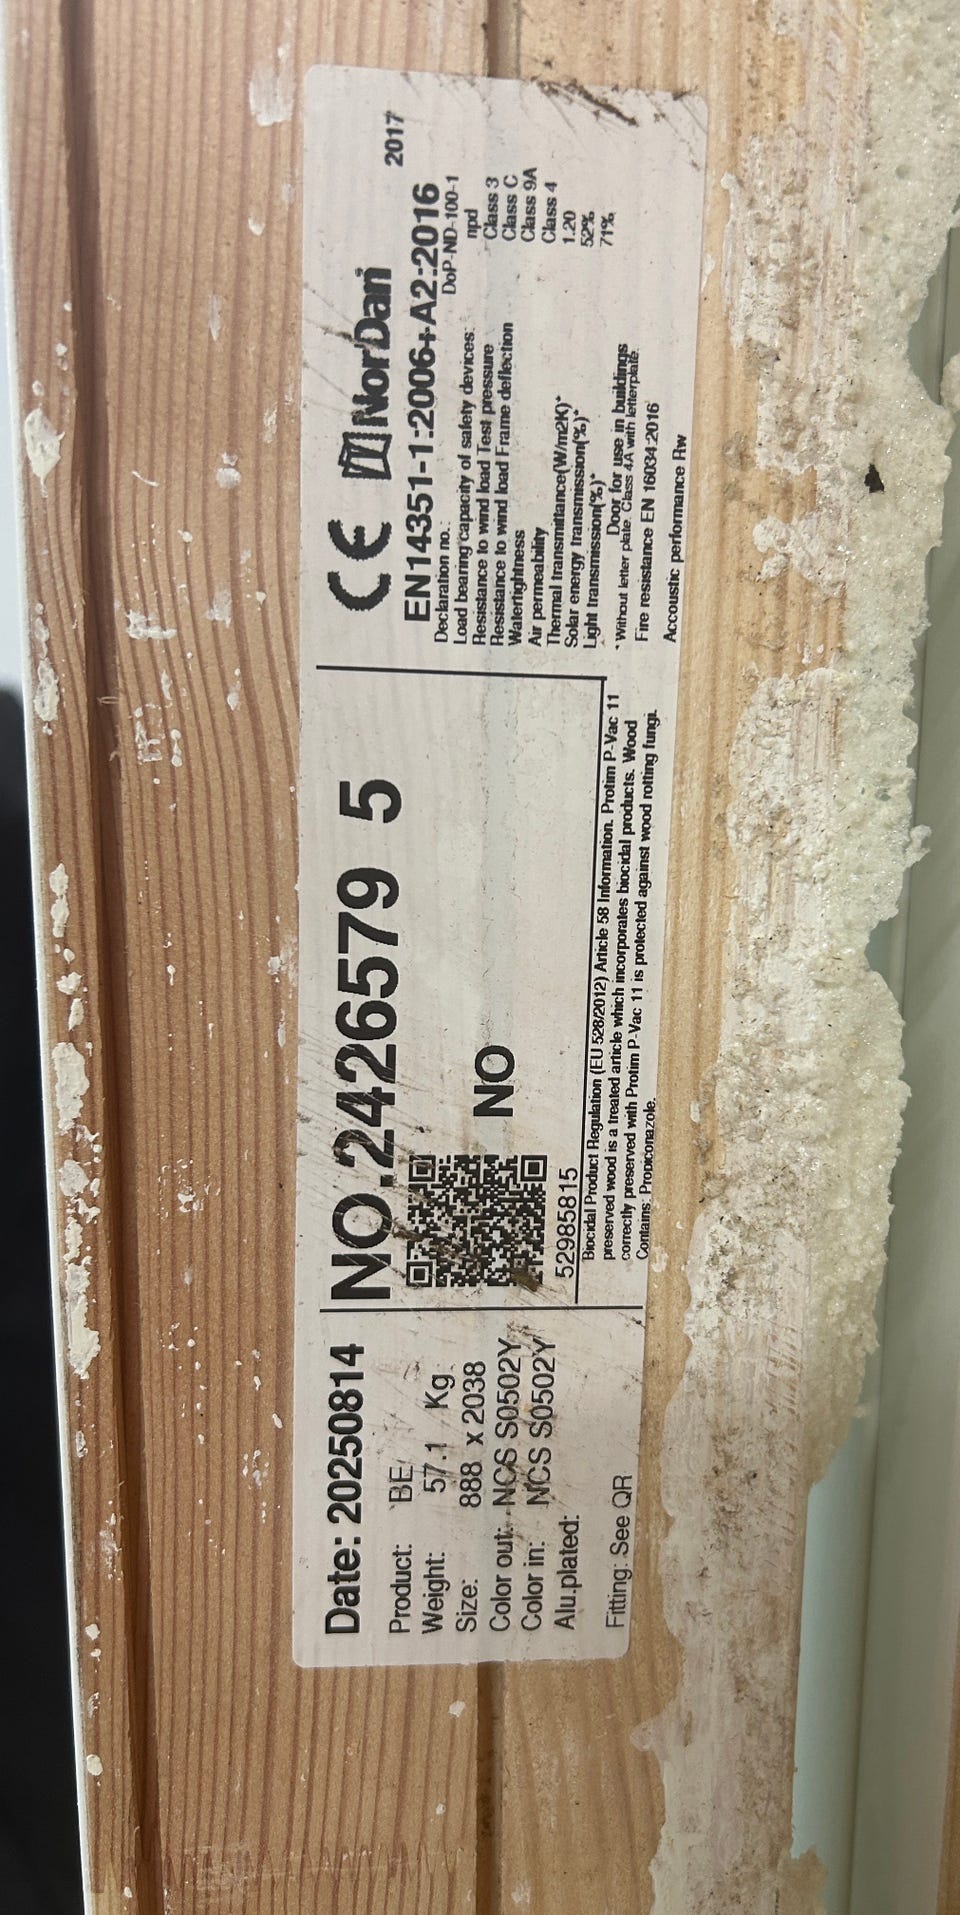 Date: 20250814
Product: BE
Weight: 57.1 Kg
Size: 888 x 2038
Color out: NCS S0502Y
Color in: NCS S0502Y
Alu.plated:
Fitting: See QR
NO.2426579 5
NO
52985815
Biocidal Product Regulation (EU 528/2012) Article 58 Information. Protim P-Vac 11
preserved wood is a treated article which incorporates biocidal products. Wood
correctly preserved with Protim P-Vac 11 is protected against wood rotting fungi.
Contains: Propiconazole.
CE NorDan 2017
EN14351-1:2006+A2:2016
Declaration no.: DoP-ND-100-1
Load bearing capacity of safety devices: npd
Resistance to wind load Test pressure Class 3
Resistance to wind load Frame deflection Class C
Watertightness Class 9A
Air permeability Class 4
Thermal transmittance(W/m2K)* 1.20
Solar energy transmission(%)* 52%
Light transmission(%)* 71%
Door for use in buildings
*Without letter plate. Class 4A with letterplate.
Fire resistance EN 16034:2016
Accoustic performance Rw